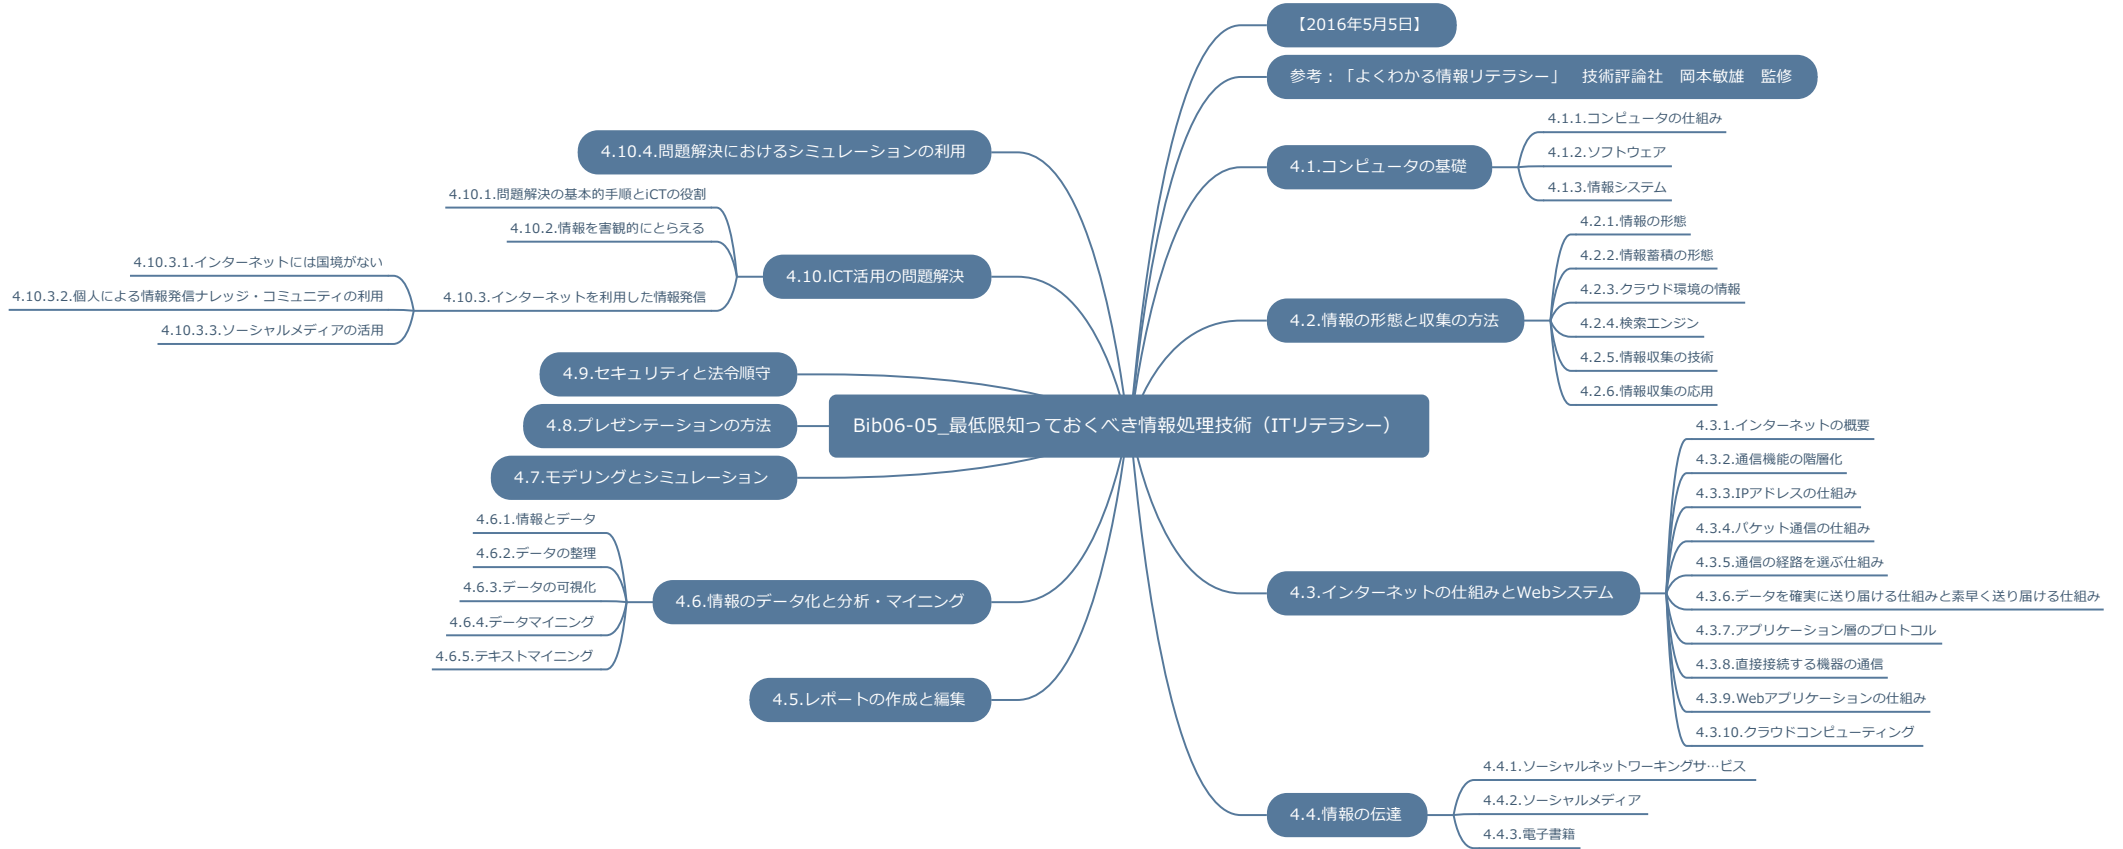 Bib06-05_最低限知っておくべき情報処理技術（ITリテラシー）
【2016年5月5日】
参考：「よくわかる情報リテラシー」　技術評論社　岡本敏雄　監修
4.1.コンピュータの基礎
4.1.1.コンピュータの仕組み
4.1.2.ソフトウェア
4.1.3.情報システム
4.2.情報の形態と収集の方法
4.2.1.情報の形態
4.2.2.情報蓄積の形態
4.2.3.クラウド環境の情報
4.2.4.検索エンジン
4.2.5.情報収集の技術
4.2.6.情報収集の応用
4.3.インターネットの仕組みとWebシステム
4.3.1.インターネットの概要
4.3.2.通信機能の階層化
4.3.3.IPアドレスの仕組み
4.3.4.パケット通信の仕組み
4.3.5.通信の経路を選ぶ仕組み
4.3.6.データを確実に送り届ける仕組みと素早く送り届ける仕組み
4.3.7.アプリケーション層のプロトコル
4.3.8.直接接続する機器の通信
4.3.9.Webアプリケーションの仕組み
4.3.10.クラウドコンピューティング
4.4.情報の伝達
4.4.1.ソーシャルネットワーキングサ…ビス
4.4.2.ソーシャルメディア
4.4.3.電子書籍
4.5.レポートの作成と編集
4.6.情報のデータ化と分析・マイニング
4.6.1.情報とデータ
4.6.2.データの整理
4.6.3.データの可視化
4.6.4.データマイニング
4.6.5.テキストマイニング
4.7.モデリングとシミュレーション
4.8.プレゼンテーションの方法
4.9.セキュリティと法令順守
4.10.lCT活用の問題解決
4.10.1.問題解決の基本的手順とiCTの役割
4.10.2.情報を害観的にとらえる
4.10.3.インターネットを利用した情報発信
4.10.3.1.インターネットには国境がない
4.10.3.2.個人による情報発信ナレッジ・コミュニティの利用
4.10.3.3.ソーシャルメディアの活用
4.10.4.問題解決におけるシミュレーションの利用